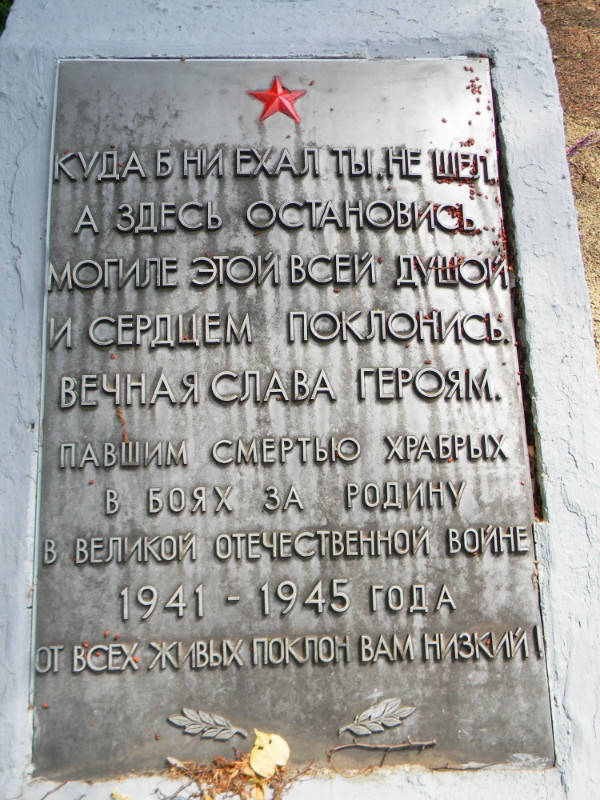 КУДА Б НИ ЕХАЛ ТЫ, НЕ ШЕЛ,
А ЗДЕСЬ ОСТАНОВИСЬ.
МОГИЛЕ ЭТОЙ ВСЕЙ ДУШОЙ
И СЕРДЦЕМ ПОКЛОНИСЬ.
ВЕЧНАЯ СЛАВА ГЕРОЯМ.
ПАВШИМ СМЕРТЬЮ ХРАБРЫХ
В БОЯХ ЗА РОДИНУ
В ВЕЛИКОЙ ОТЕЧЕСТВЕННОЙ ВОЙНЕ
1941 - 1945 ГОДА
ОТ ВСЕХ ЖИВЫХ ПОКЛОН ВАМ НИЗКИЙ!